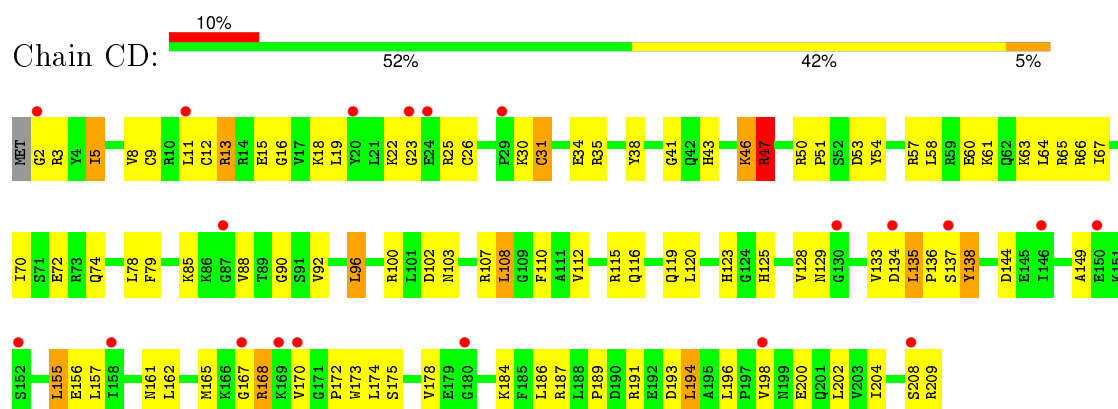 10%
Chain CD:
52% 42% 5%
MET G2 R3 Y4 I5 V8 C9 R10 L11 C12 R13 R14 E15 G16 V17 K18 L19 Y20 L21 K22 G23 E24 R25 C26 P29 K30 C31 E34 R35 Y38 G41 Q42 H43 K46 R47 R50 P51 S52 D53 Y54 R57 L58 R59 E60 K61 Q62 K63 L64 R65 R66 I67
I70 S71 E72 R73 Q74 L78 F79 K85 K86 G87 V88 T89 G90 S91 V92 L96 R100 L101 D102 N103 R107 L108 G109 F110 A111 V112 R115 Q116 Q119 L120 H123 G124 H125 V128 N129 G130 V133 D134 L135 P136 S137 Y138 D144 E145 I146 A149 E150 K151
S152 L155 E156 L157 I158 N161 L162 M165 K166 G167 R168 K169 V170 G171 P172 W173 L174 S175 V178 E179 G180 K184 F185 L186 R187 L188 P189 D190 R191 E192 D193 L194 A195 L196 P197 V198 N199 E200 Q201 L202 V203 I204 S208 R209